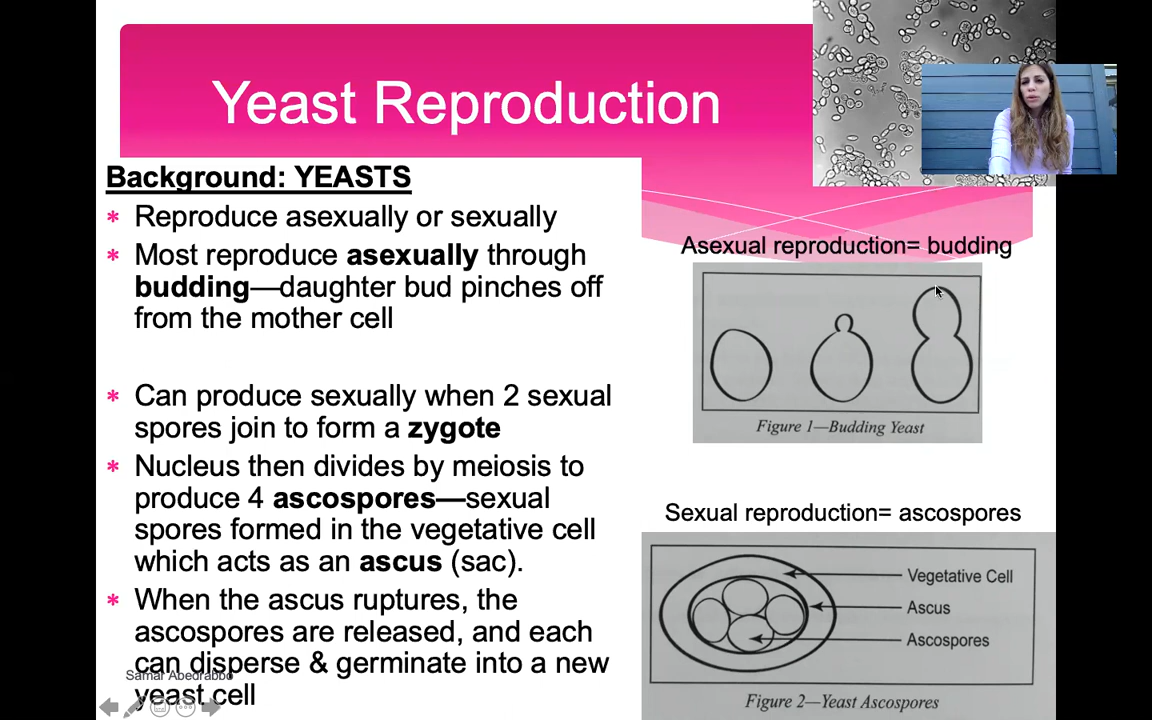 Yeast Reproduction
Background: YEASTS
* Reproduce asexually or sexually
* Most reproduce asexually through
budding—daughter bud pinches off
from the mother cell
* Can produce sexually when 2 sexual
spores join to form a zygote
* Nucleus then divides by meiosis to
produce 4 ascospores—sexual
spores formed in the vegetative cell
which acts as an ascus (sac).
* When the ascus ruptures, the
ascospores are released, and each
can disperse & germinate into a new
yeast cell
Samar Abedrabbo
Asexual reproduction= budding
Figure 1—Budding Yeast
Sexual reproduction= ascospores
Vegetative Cell
Ascus
Ascospores
Figure 2—Yeast Ascospores